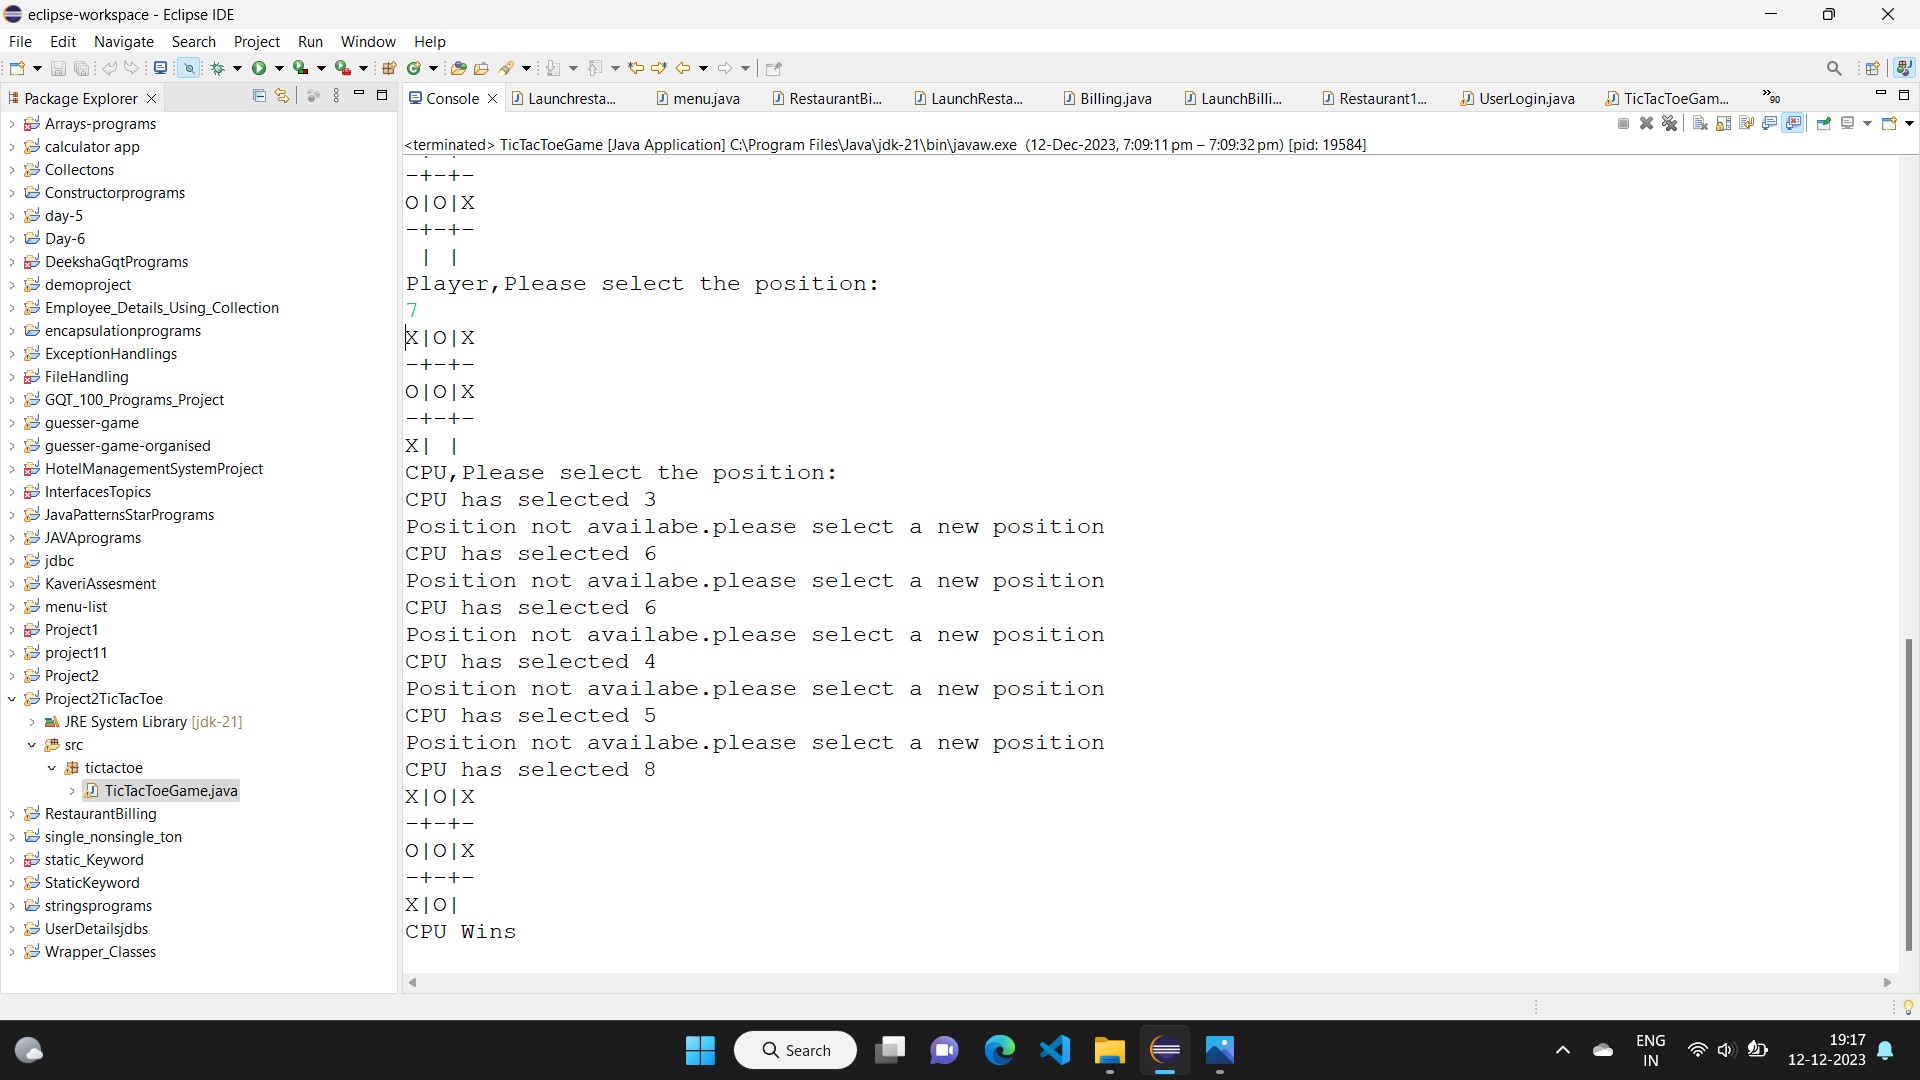 eclipse-workspace - Eclipse IDE
File Edit Navigate Search Project Run Window Help
Package Explorer
Console Launchresta... menu.java RestaurantBi... LaunchResta... Billing.java LaunchBilli... Restaurant1... UserLogin.java TicTacToeGam... »90
<terminated> TicTacToeGame [Java Application] C:\Program Files\Java\jdk-21\bin\javaw.exe (12-Dec-2023, 7:09:11 pm – 7:09:32 pm) [pid: 19584]
Arrays-programs
calculator app
Collectons
Constructorprograms
day-5
Day-6
DeekshaGqtPrograms
demoproject
Employee_Details_Using_Collection
encapsulationprograms
ExceptionHandlings
FileHandling
GQT_100_Programs_Project
guesser-game
guesser-game-organised
HotelManagementSystemProject
InterfacesTopics
JavaPatternsStarPrograms
JAVAprograms
jdbc
KaveriAssesment
menu-list
Project1
project11
Project2
Project2TicTacToe
JRE System Library [jdk-21]
src
tictactoe
TicTacToeGame.java
RestaurantBilling
single_nonsingle_ton
static_Keyword
StaticKeyword
stringsprograms
UserDetailsjdbs
Wrapper_Classes
-+-+-
O|O|X
-+-+-
 | |
Player,Please select the position:
7
X|O|X
-+-+-
O|O|X
-+-+-
X| |
CPU,Please select the position:
CPU has selected 3
Position not availabe.please select a new position
CPU has selected 6
Position not availabe.please select a new position
CPU has selected 6
Position not availabe.please select a new position
CPU has selected 4
Position not availabe.please select a new position
CPU has selected 5
Position not availabe.please select a new position
CPU has selected 8
X|O|X
-+-+-
O|O|X
-+-+-
X|O|
CPU Wins
Search
ENG
IN
19:17
12-12-2023